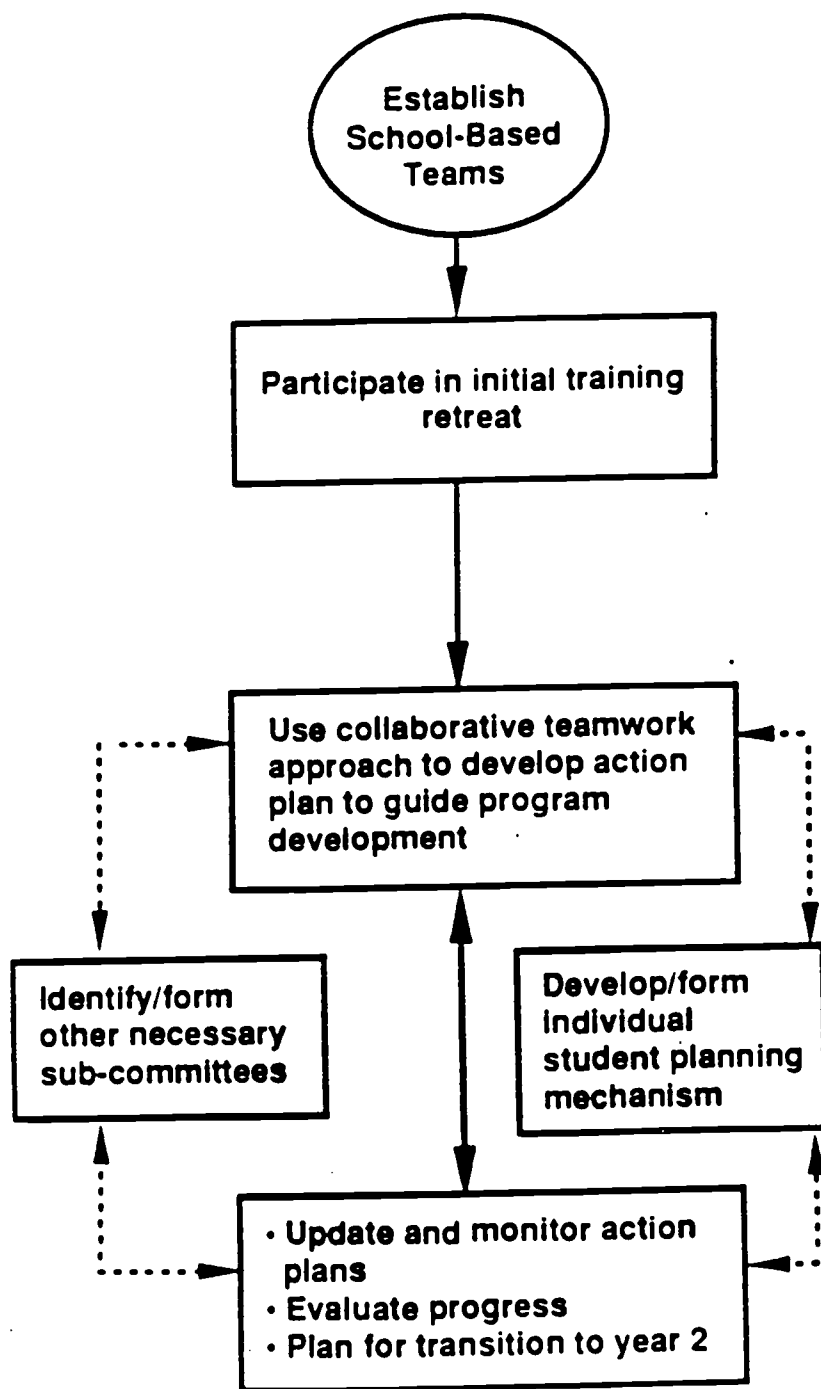 Establish
School-Based
Teams
Participate in initial training
retreat
Use collaborative teamwork
approach to develop action
plan to guide program
development
Identify/form
other necessary
sub-committees
Develop/form
individual
student planning
mechanism
• Update and monitor action
plans
• Evaluate progress
• Plan for transition to year 2